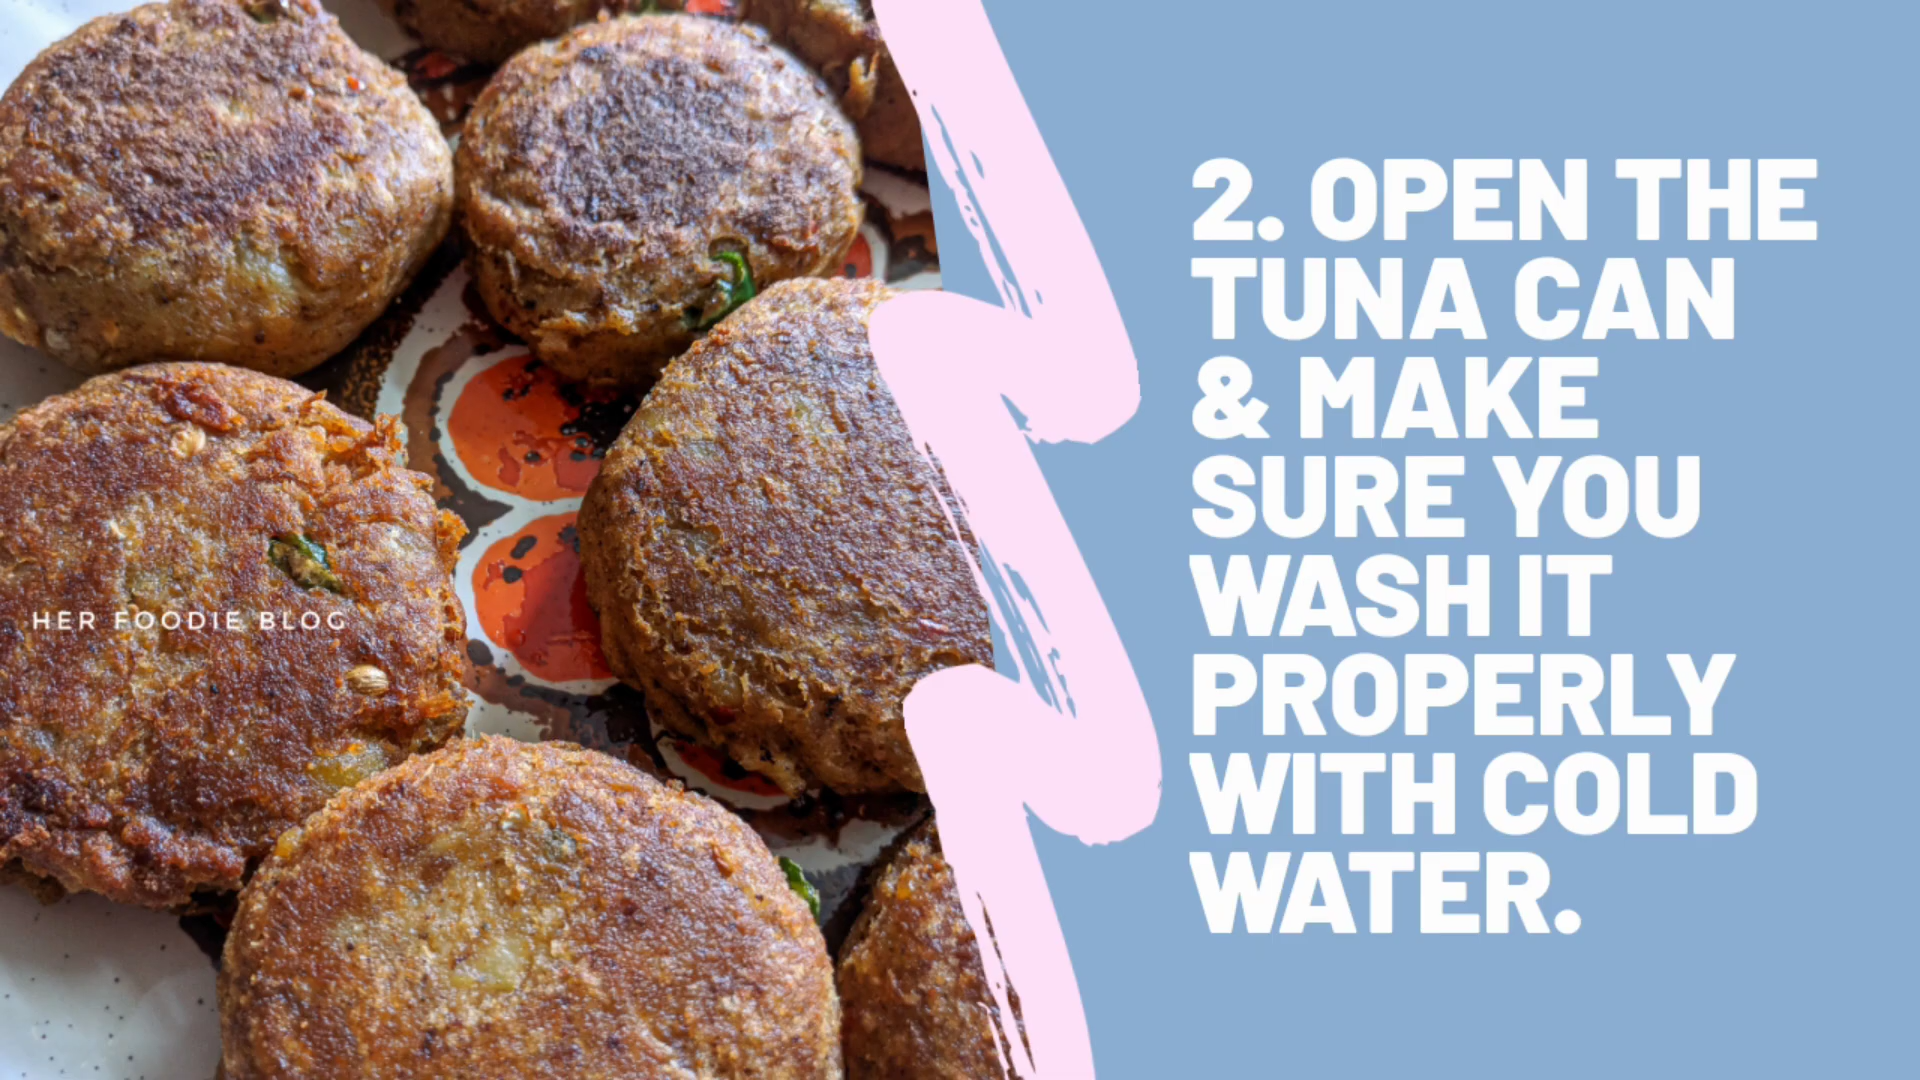 2. OPEN THE
TUNA CAN
& MAKE
SURE YOU
WASH IT
PROPERLY
WITH COLD
WATER.
HER FOODIE BLOG